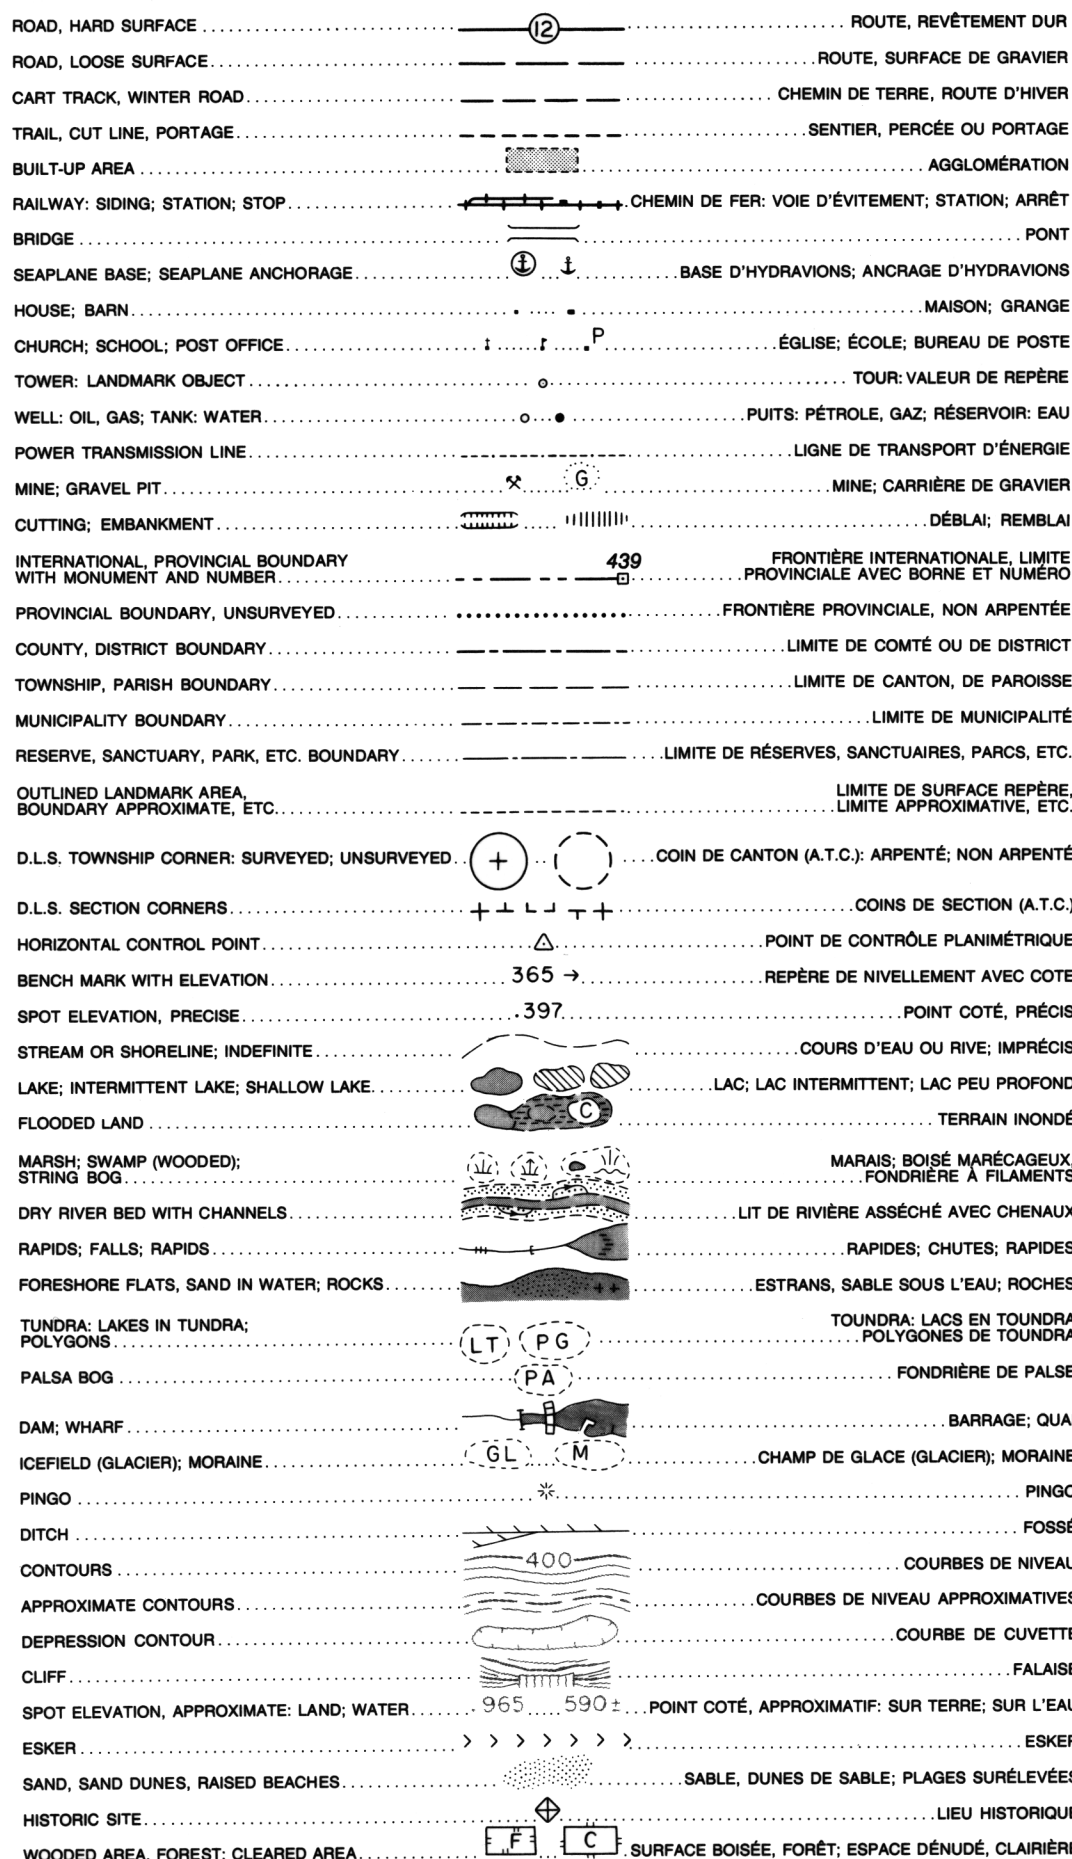 ROAD, HARD SURFACE 12 ROUTE, REVÊTEMENT DUR
ROAD, LOOSE SURFACE ROUTE, SURFACE DE GRAVIER
CART TRACK, WINTER ROAD CHEMIN DE TERRE, ROUTE D'HIVER
TRAIL, CUT LINE, PORTAGE SENTIER, PERCÉE OU PORTAGE
BUILT-UP AREA AGGLOMÉRATION
RAILWAY: SIDING; STATION; STOP CHEMIN DE FER: VOIE D'ÉVITEMENT; STATION; ARRÊT
BRIDGE PONT
SEAPLANE BASE; SEAPLANE ANCHORAGE BASE D'HYDRAVIONS; ANCRAGE D'HYDRAVIONS
HOUSE; BARN MAISON; GRANGE
CHURCH; SCHOOL; POST OFFICE P ÉGLISE; ÉCOLE; BUREAU DE POSTE
TOWER: LANDMARK OBJECT TOUR: VALEUR DE REPÈRE
WELL: OIL, GAS; TANK: WATER PUITS: PÉTROLE, GAZ; RÉSERVOIR: EAU
POWER TRANSMISSION LINE LIGNE DE TRANSPORT D'ÉNERGIE
MINE; GRAVEL PIT G MINE; CARRIÈRE DE GRAVIER
CUTTING; EMBANKMENT DÉBLAI; REMBLAI
INTERNATIONAL, PROVINCIAL BOUNDARY 439 FRONTIÈRE INTERNATIONALE, LIMITE
WITH MONUMENT AND NUMBER PROVINCIALE AVEC BORNE ET NUMÉRO
PROVINCIAL BOUNDARY, UNSURVEYED FRONTIÈRE PROVINCIALE, NON ARPENTÉE
COUNTY, DISTRICT BOUNDARY LIMITE DE COMTÉ OU DE DISTRICT
TOWNSHIP, PARISH BOUNDARY LIMITE DE CANTON, DE PAROISSE
MUNICIPALITY BOUNDARY LIMITE DE MUNICIPALITÉ
RESERVE, SANCTUARY, PARK, ETC. BOUNDARY LIMITE DE RÉSERVES, SANCTUAIRES, PARCS, ETC.
OUTLINED LANDMARK AREA, LIMITE DE SURFACE REPÈRE,
BOUNDARY APPROXIMATE, ETC. LIMITE APPROXIMATIVE, ETC.
D.L.S. TOWNSHIP CORNER: SURVEYED; UNSURVEYED COIN DE CANTON (A.T.C.): ARPENTÉ; NON ARPENTÉ
D.L.S. SECTION CORNERS COINS DE SECTION (A.T.C.)
HORIZONTAL CONTROL POINT POINT DE CONTRÔLE PLANIMÉTRIQUE
BENCH MARK WITH ELEVATION 365 → REPÈRE DE NIVELLEMENT AVEC COTE
SPOT ELEVATION, PRECISE .397 POINT COTÉ, PRÉCIS
STREAM OR SHORELINE; INDEFINITE COURS D'EAU OU RIVE; IMPRÉCIS
LAKE; INTERMITTENT LAKE; SHALLOW LAKE LAC; LAC INTERMITTENT; LAC PEU PROFOND
FLOODED LAND C TERRAIN INONDÉ
MARSH; SWAMP (WOODED); MARAIS; BOISÉ MARÉCAGEUX,
STRING BOG FONDRIÈRE À FILAMENTS
DRY RIVER BED WITH CHANNELS LIT DE RIVIÈRE ASSÉCHÉ AVEC CHENAUX
RAPIDS; FALLS; RAPIDS RAPIDES; CHUTES; RAPIDES
FORESHORE FLATS, SAND IN WATER; ROCKS ESTRANS, SABLE SOUS L'EAU; ROCHES
TUNDRA: LAKES IN TUNDRA; TOUNDRA: LACS EN TOUNDRA
POLYGONS LT PG POLYGONES DE TOUNDRA
PALSA BOG PA FONDRIÈRE DE PALSE
DAM; WHARF BARRAGE; QUAI
ICEFIELD (GLACIER); MORAINE GL M CHAMP DE GLACE (GLACIER); MORAINE
PINGO PINGO
DITCH FOSSÉ
CONTOURS 400 COURBES DE NIVEAU
APPROXIMATE CONTOURS COURBES DE NIVEAU APPROXIMATIVES
DEPRESSION CONTOUR COURBE DE CUVETTE
CLIFF FALAISE
SPOT ELEVATION, APPROXIMATE: LAND; WATER .965 590± POINT COTÉ, APPROXIMATIF: SUR TERRE; SUR L'EAU
ESKER ESKER
SAND, SAND DUNES, RAISED BEACHES SABLE, DUNES DE SABLE; PLAGES SURÉLEVÉES
HISTORIC SITE LIEU HISTORIQUE
WOODED AREA, FOREST; CLEARED AREA F C SURFACE BOISÉE, FORÊT; ESPACE DÉNUDÉ, CLAIRIÈRE